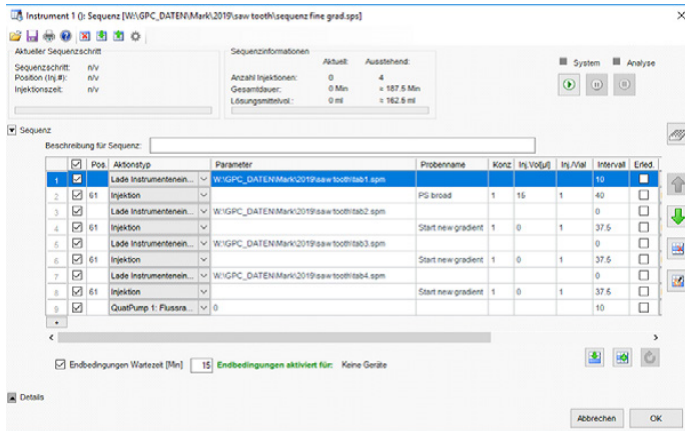 Instrument 1 (): Sequenz [W:\GPC_DATEN\Mark\2019\saw tooth\sequenz fine grad.sps]
Aktueller Sequenzschritt
Sequenzschritt: n/v
Position (Inj.#): n/v
Injektionszeit: n/v
Sequenzinformationen
Aktuell: Ausstehend:
Anzahl Injektionen: 0 4
Gesamtdauer: 0 Min = 187.5 Min
Lösungsmittelvol.: 0 ml = 162.5 ml
System Analyse
Sequenz
Beschreibung für Sequenz:
Pos. Aktionstyp Parameter Probenname Konz Inj.Vol[µl] Inj./Vial Intervall Erled.
1 Lade Instrumentenein... W:\GPC_DATEN\Mark\2019\saw tooth\tab1.spm 10
2 61 Injektion PS broad 1 15 1 40
3 Lade Instrumentenein... W:\GPC_DATEN\Mark\2019\saw tooth\tab2.spm 0
4 61 Injektion Start new gradient 1 0 1 37.5
5 Lade Instrumentenein... W:\GPC_DATEN\Mark\2019\saw tooth\tab3.spm 0
6 61 Injektion Start new gradient 1 0 1 37.5
7 Lade Instrumentenein... W:\GPC_DATEN\Mark\2019\saw tooth\tab4.spm 0
8 61 Injektion Start new gradient 1 0 1 37.5
9 QuatPump 1: Flussra... 0 10
+
Endbedingungen Wartezeit [Min] 15 Endbedingungen aktiviert für: Keine Geräte
Details
Abbrechen OK